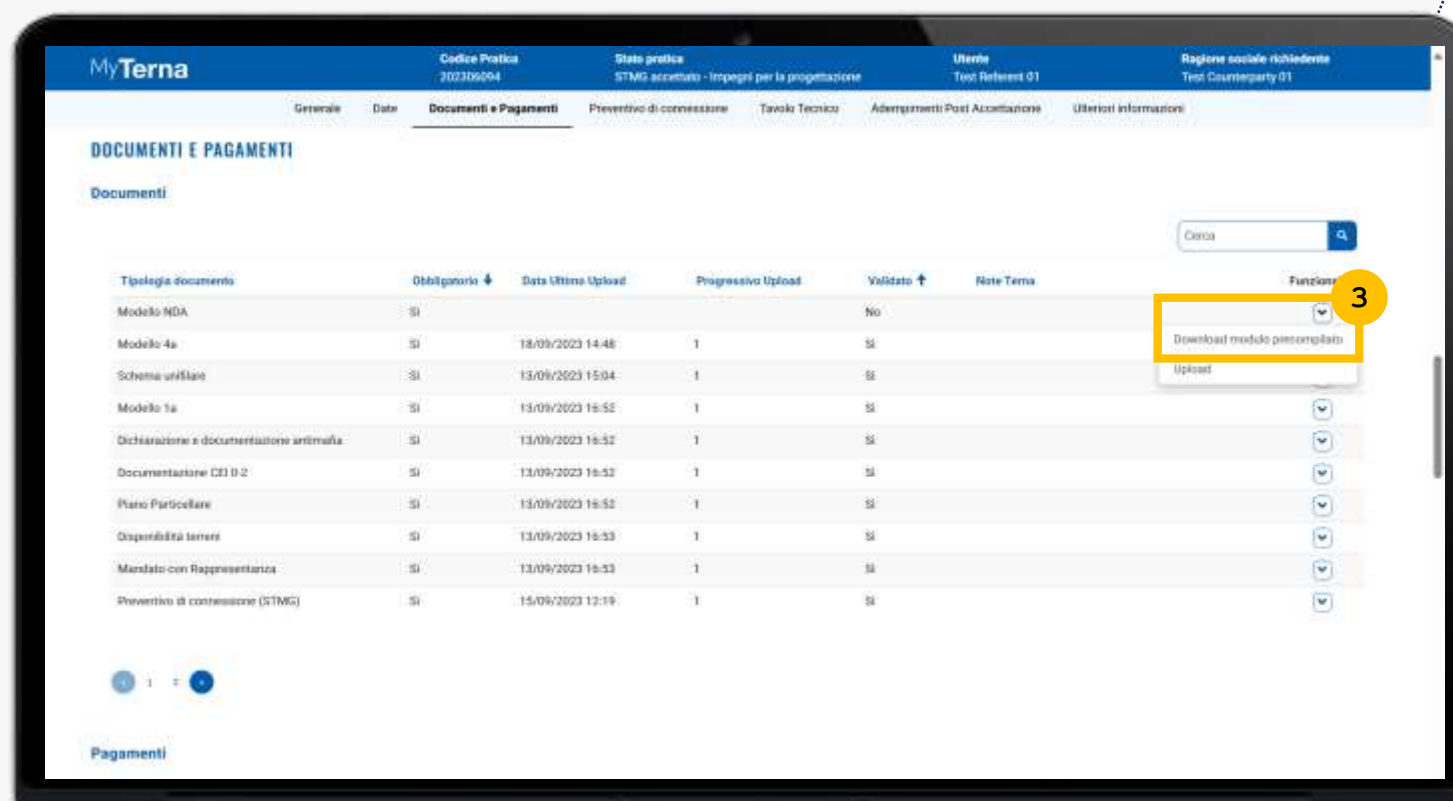 MyTerna
Codice Pratica
202306094
Stato pratica
STMG accettato - Impegni per la progettazione
Utente
Test Referent 01
Ragione sociale richiedente
Test Counterparty 01
Generale Date Documenti e Pagamenti Preventivo di connessione Tavolo Tecnico Adempimenti Post Accettazione Ulteriori informazioni
DOCUMENTI E PAGAMENTI
Documenti
Cerca
Tipologia documento Obbligatorio Data Ultimo Upload Progressivo Upload Validato Note Terna Funzioni
3
Modello NDA Sì No
Download modulo precompilato
Upload
Modello 4a Sì 18/09/2023 14:48 1 Sì
Schema unifilare Sì 13/09/2023 15:04 1 Sì
Modello 1a Sì 13/09/2023 16:52 1 Sì
Dichiarazione e documentazione antimafia Sì 13/09/2023 16:52 1 Sì
Documentazione CEI 0-2 Sì 13/09/2023 16:52 1 Sì
Piano Particellare Sì 13/09/2023 16:52 1 Sì
Disponibilità terreni Sì 13/09/2023 16:53 1 Sì
Mandato con Rappresentanza Sì 13/09/2023 16:53 1 Sì
Preventivo di connessione (STMG) Sì 15/09/2023 12:19 1 Sì
1 2
Pagamenti